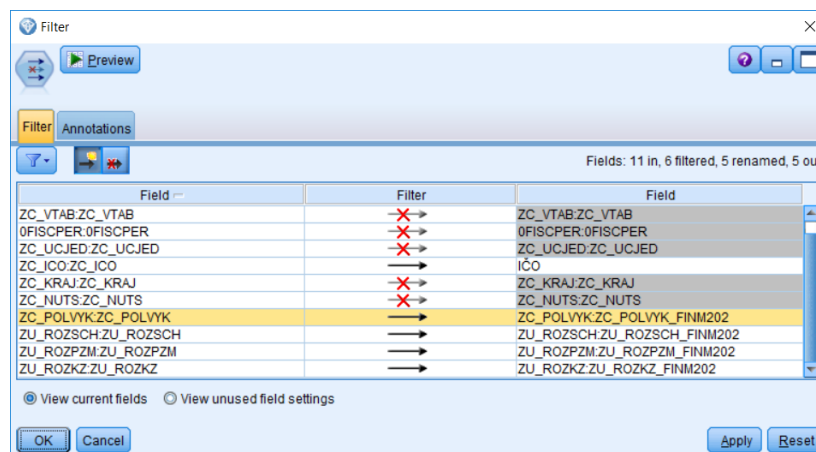 Filter
Preview
Filter Annotations
Fields: 11 in, 6 filtered, 5 renamed, 5 ou
Field Filter Field
ZC_VTAB:ZC_VTAB ZC_VTAB:ZC_VTAB
0FISCPER:0FISCPER 0FISCPER:0FISCPER
ZC_UCJED:ZC_UCJED ZC_UCJED:ZC_UCJED
ZC_ICO:ZC_ICO IČO
ZC_KRAJ:ZC_KRAJ ZC_KRAJ:ZC_KRAJ
ZC_NUTS:ZC_NUTS ZC_NUTS:ZC_NUTS
ZC_POLVYK:ZC_POLVYK ZC_POLVYK:ZC_POLVYK_FINM202
ZU_ROZSCH:ZU_ROZSCH ZU_ROZSCH:ZU_ROZSCH_FINM202
ZU_ROZPZM:ZU_ROZPZM ZU_ROZPZM:ZU_ROZPZM_FINM202
ZU_ROZKZ:ZU_ROZKZ ZU_ROZKZ:ZU_ROZKZ_FINM202
View current fields View unused field settings
OK Cancel Apply Reset